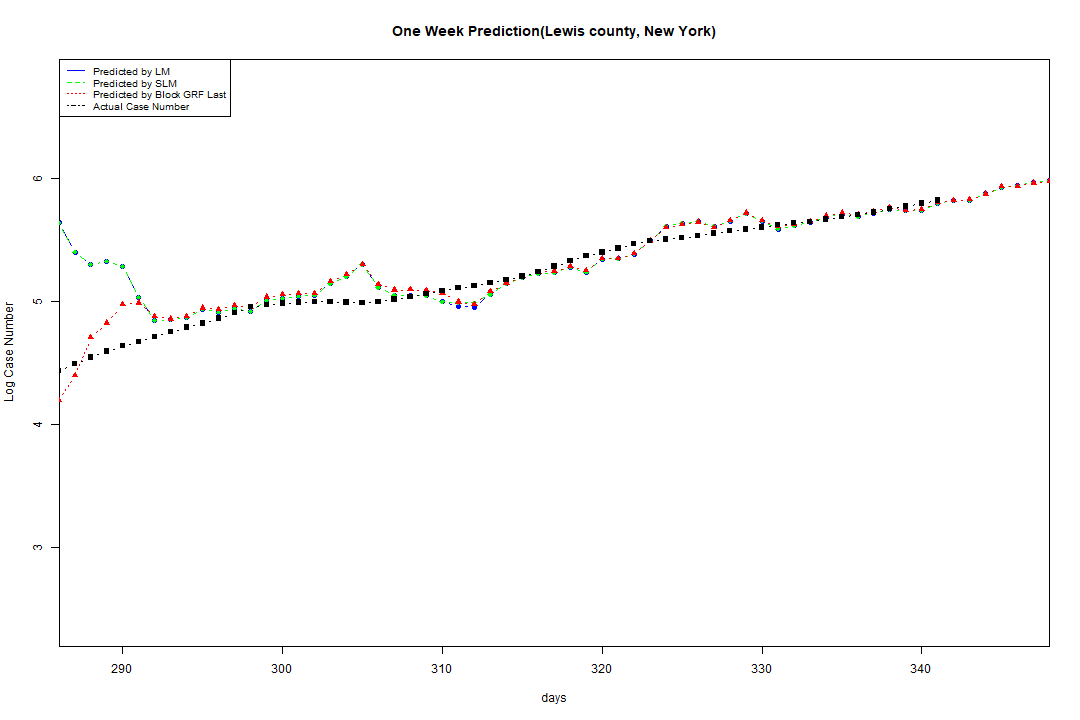 One Week Prediction(Lewis county, New York)
Predicted by LM
Predicted by SLM
Predicted by Block GRF Last
Actual Case Number
6
5
4
3
Log Case Number
290 300 310 320 330 340
days